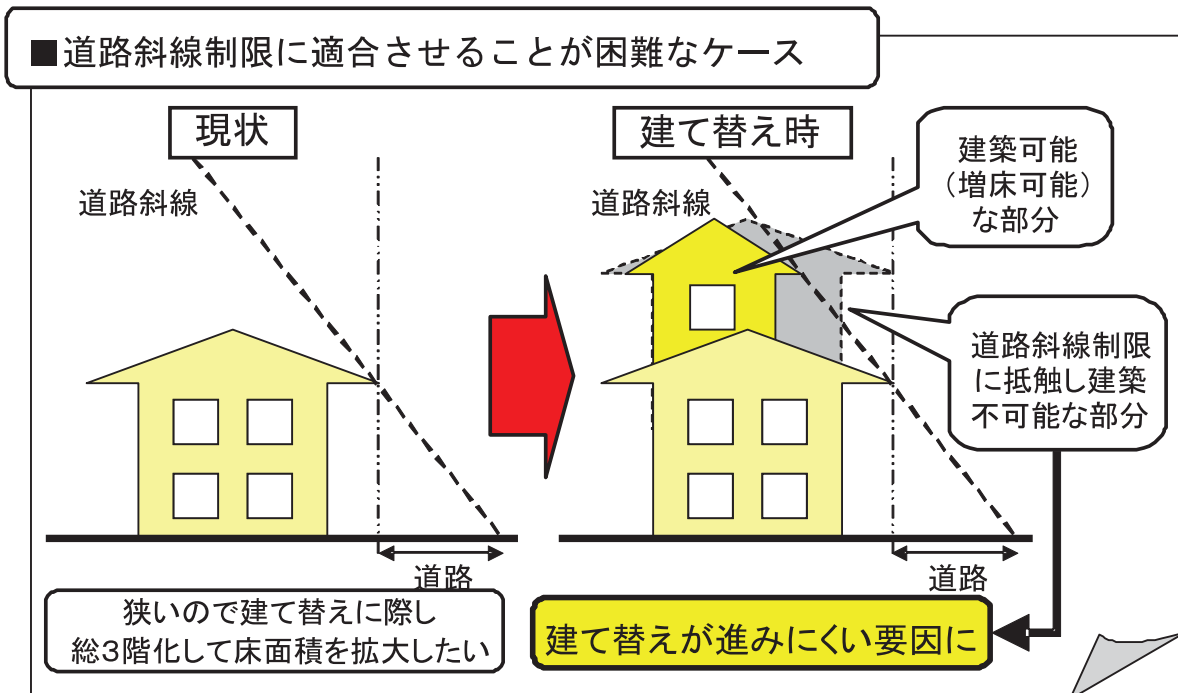 ■道路斜線制限に適合させることが困難なケース
現状
道路斜線
道路
狭いので建て替えに際し
総3階化して床面積を拡大したい
建て替え時
道路斜線
建築可能
（増床可能）
な部分
道路斜線制限
に抵触し建築
不可能な部分
道路
建て替えが進みにくい要因に